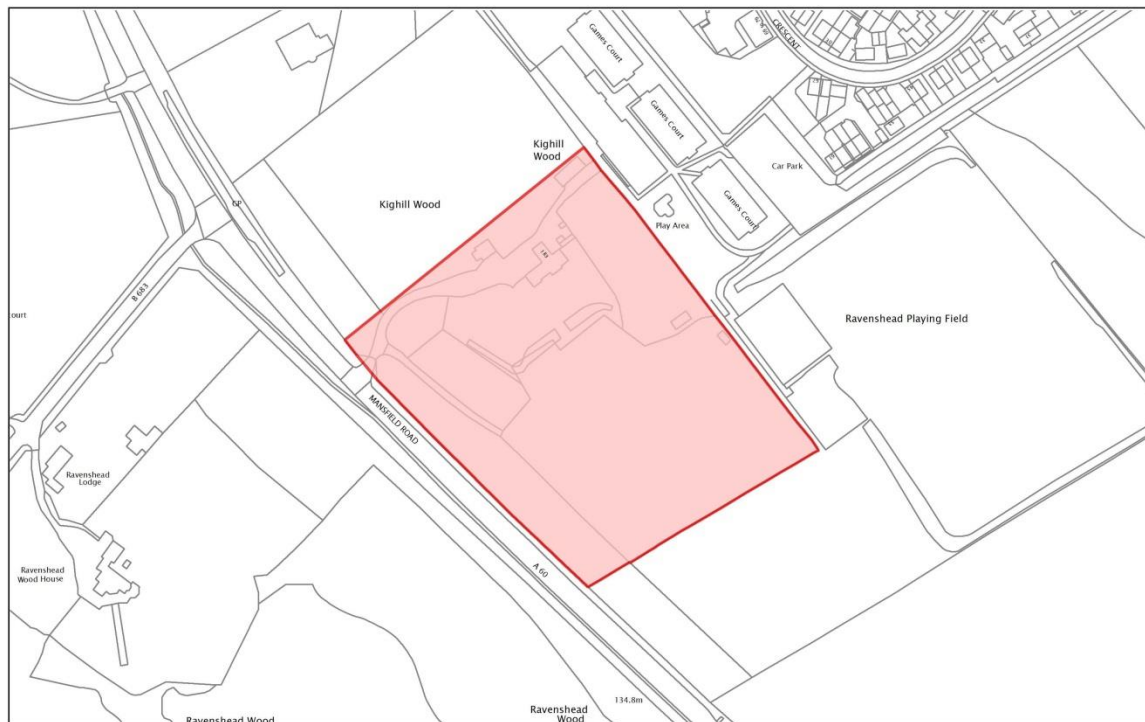 CRESCENT
Games Court
Games Court
Games Court
Kighill
Wood
Kighill Wood
Car Park
GP
Play Area
B 683
ourt
Ravenshead Playing Field
MANSFIELD ROAD
Ravenshead
Lodge
A 60
Ravenshead
Wood House
134.8m
Ravenshead
Wood
Ravenshead Wood